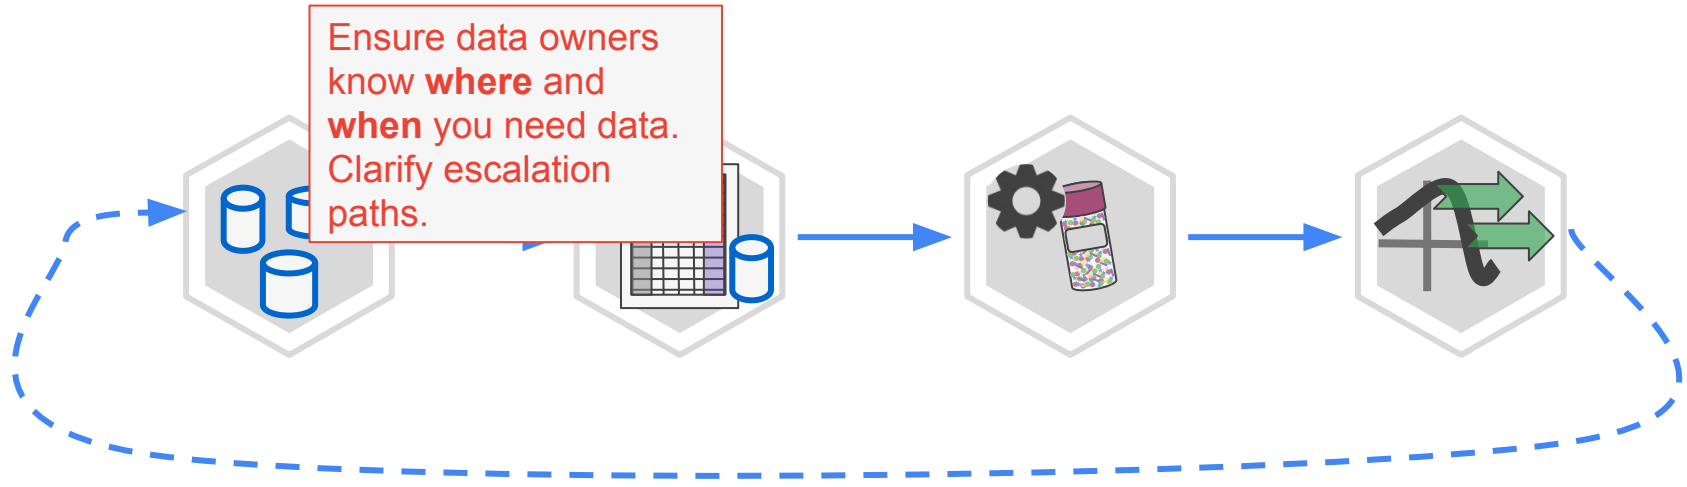 Ensure data owners
know where and
when you need data.
Clarify escalation
paths.